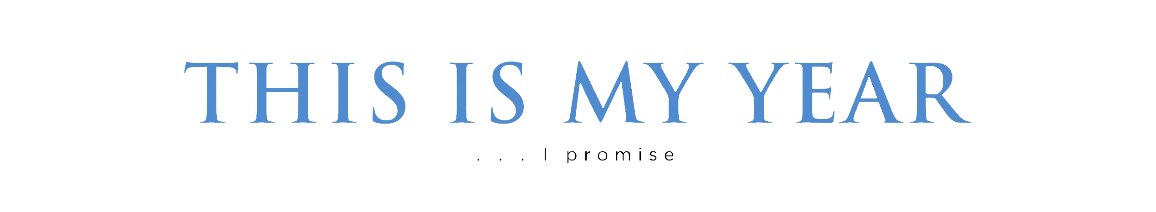 THIS IS MY YEAR
. . . I promise